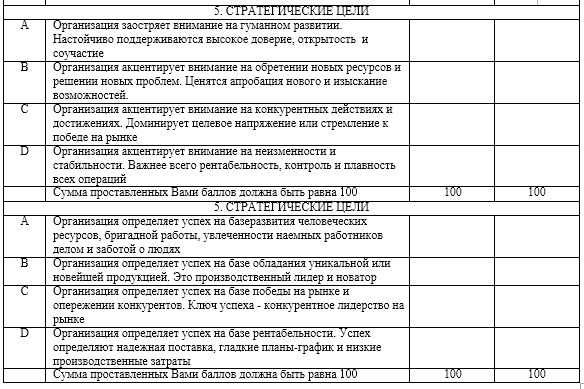 5. СТРАТЕГИЧЕСКИЕ ЦЕЛИ
A Организация заостряет внимание на гуманном развитии.
Настойчиво поддерживаются высокое доверие, открытость и
соучастие
B Организация акцентирует внимание на обретении новых ресурсов и
решении новых проблем. Ценятся апробация нового и изыскание
возможностей.
C Организация акцентирует внимание на конкурентных действиях и
достижениях. Доминирует целевое напряжение или стремление к
победе на рынке
D Организация акцентирует внимание на неизменности и
стабильности. Важнее всего рентабельность, контроль и плавность
всех операций
Сумма проставленных Вами баллов должна быть равна 100 100 100
5. СТРАТЕГИЧЕСКИЕ ЦЕЛИ
A Организация определяет успех на базеразвития человеческих
ресурсов, бригадной работы, увлеченности наемных работников
делом и заботой о людях
B Организация определяет успех на базе обладания уникальной или
новейшей продукцией. Это производственный лидер и новатор
C Организация определяет успех на базе победы на рынке и
опережении конкурентов. Ключ успеха - конкурентное лидерство на
рынке
D Организация определяет успех на базе рентабельности. Успех
определяют надежная поставка, гладкие планы-график и низкие
производственные затраты
Сумма проставленных Вами баллов должна быть равна 100 100 100